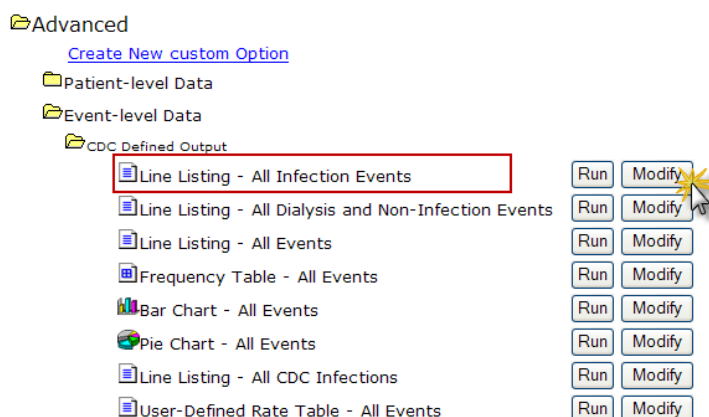 Advanced
Create New custom Option
Patient-level Data
Event-level Data
CDC Defined Output
Line Listing - All Infection Events Run Modify
Line Listing - All Dialysis and Non-Infection Events Run Modify
Line Listing - All Events Run Modify
Frequency Table - All Events Run Modify
Bar Chart - All Events Run Modify
Pie Chart - All Events Run Modify
Line Listing - All CDC Infections Run Modify
User-Defined Rate Table - All Events Run Modify